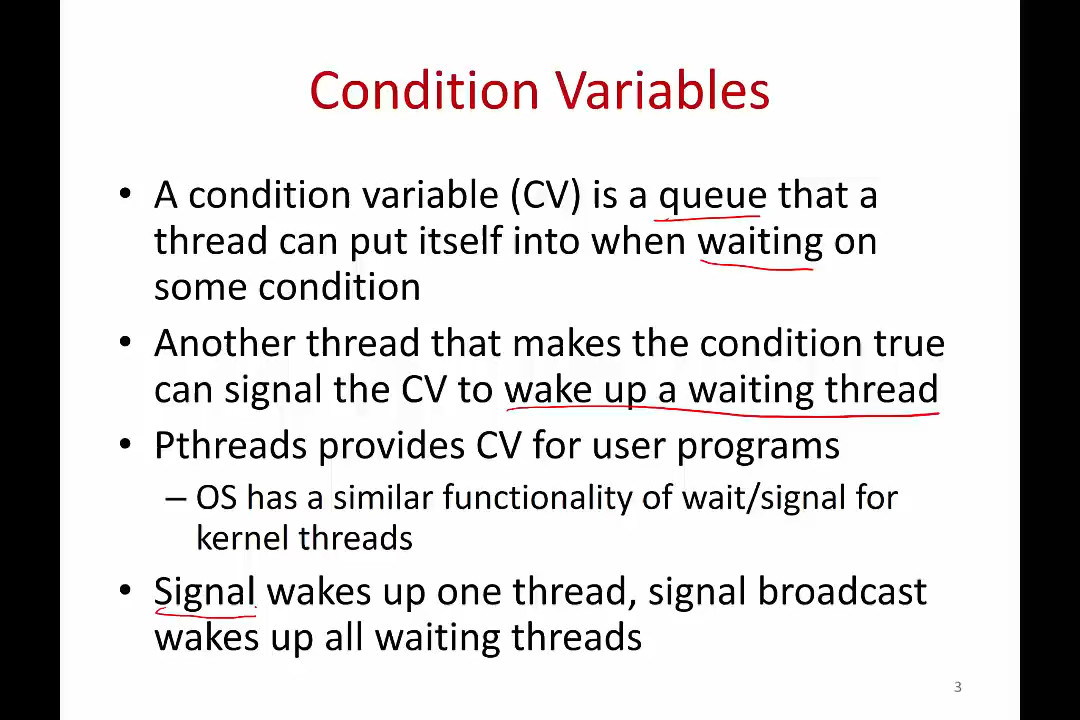 Condition Variables
• A condition variable (CV) is a queue that a
thread can put itself into when waiting on
some condition
• Another thread that makes the condition true
can signal the CV to wake up a waiting thread
• Pthreads provides CV for user programs
– OS has a similar functionality of wait/signal for
kernel threads
• Signal wakes up one thread, signal broadcast
wakes up all waiting threads
3